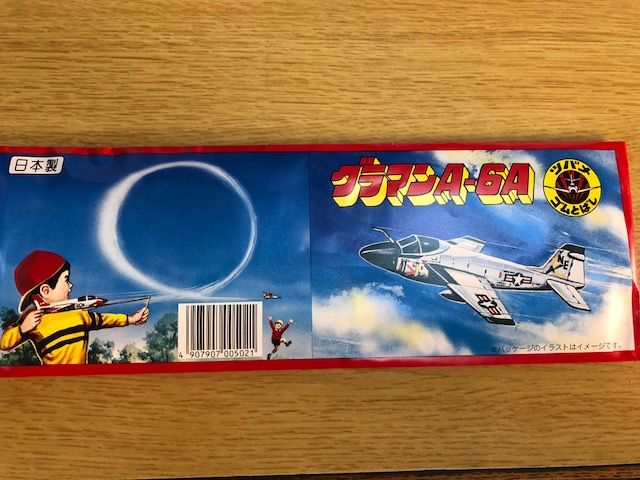 日本製
グラマンA-6A
ツバメ
ゴムとばし
NE
4 907907 005021
※パッケージのイラストはイメージです。